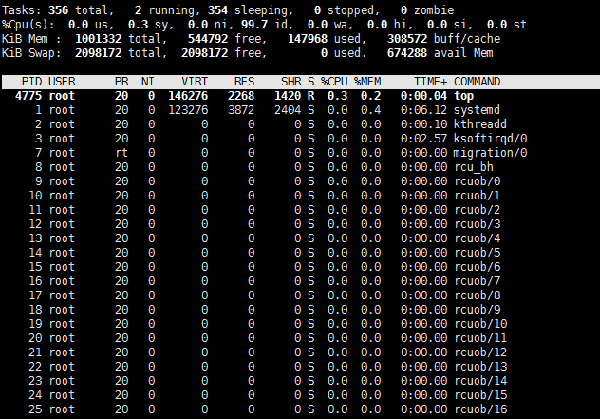 Tasks: 356 total,   2 running, 354 sleeping,   0 stopped,   0 zombie
%Cpu(s):  0.0 us,  0.3 sy,  0.0 ni, 99.7 id,  0.0 wa,  0.0 hi,  0.0 si,  0.0 st
KiB Mem :  1001332 total,   544792 free,   147968 used,   308572 buff/cache
KiB Swap:  2098172 total,  2098172 free,        0 used.   674288 avail Mem
PID USER      PR  NI    VIRT    RES    SHR S %CPU %MEM     TIME+ COMMAND
4775 root      20   0  146276   2268   1420 R  0.3  0.2   0:00.04 top
1 root      20   0  123276   3872   2404 S  0.0  0.4   0:06.12 systemd
2 root      20   0       0      0      0 S  0.0  0.0   0:00.10 kthreadd
3 root      20   0       0      0      0 S  0.0  0.0   0:02.57 ksoftirqd/0
7 root      rt   0       0      0      0 S  0.0  0.0   0:00.00 migration/0
8 root      20   0       0      0      0 S  0.0  0.0   0:00.00 rcu_bh
9 root      20   0       0      0      0 S  0.0  0.0   0:00.00 rcuob/0
10 root      20   0       0      0      0 S  0.0  0.0   0:00.00 rcuob/1
11 root      20   0       0      0      0 S  0.0  0.0   0:00.00 rcuob/2
12 root      20   0       0      0      0 S  0.0  0.0   0:00.00 rcuob/3
13 root      20   0       0      0      0 S  0.0  0.0   0:00.00 rcuob/4
14 root      20   0       0      0      0 S  0.0  0.0   0:00.00 rcuob/5
15 root      20   0       0      0      0 S  0.0  0.0   0:00.00 rcuob/6
16 root      20   0       0      0      0 S  0.0  0.0   0:00.00 rcuob/7
17 root      20   0       0      0      0 S  0.0  0.0   0:00.00 rcuob/8
18 root      20   0       0      0      0 S  0.0  0.0   0:00.00 rcuob/9
19 root      20   0       0      0      0 S  0.0  0.0   0:00.00 rcuob/10
20 root      20   0       0      0      0 S  0.0  0.0   0:00.00 rcuob/11
21 root      20   0       0      0      0 S  0.0  0.0   0:00.00 rcuob/12
22 root      20   0       0      0      0 S  0.0  0.0   0:00.00 rcuob/13
23 root      20   0       0      0      0 S  0.0  0.0   0:00.00 rcuob/14
24 root      20   0       0      0      0 S  0.0  0.0   0:00.00 rcuob/15
25 root      20   0       0      0      0 S  0.0  0.0   0:00.00 rcuob/16